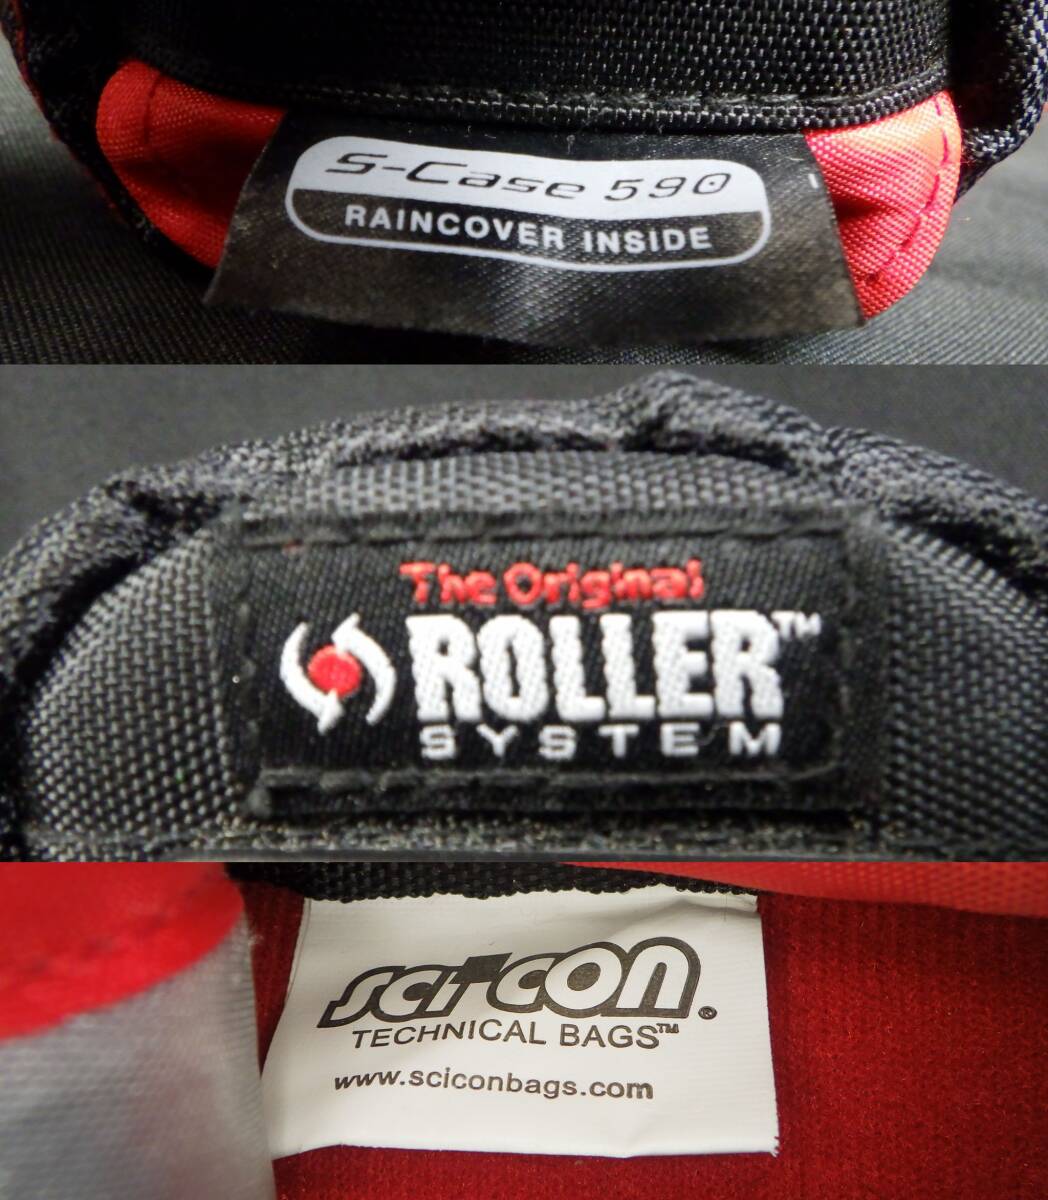 S-Case 590
RAINCOVER INSIDE
The Original
ROLLER™
SYSTEM
sci'con®
TECHNICAL BAGS™
www.sciconbags.com